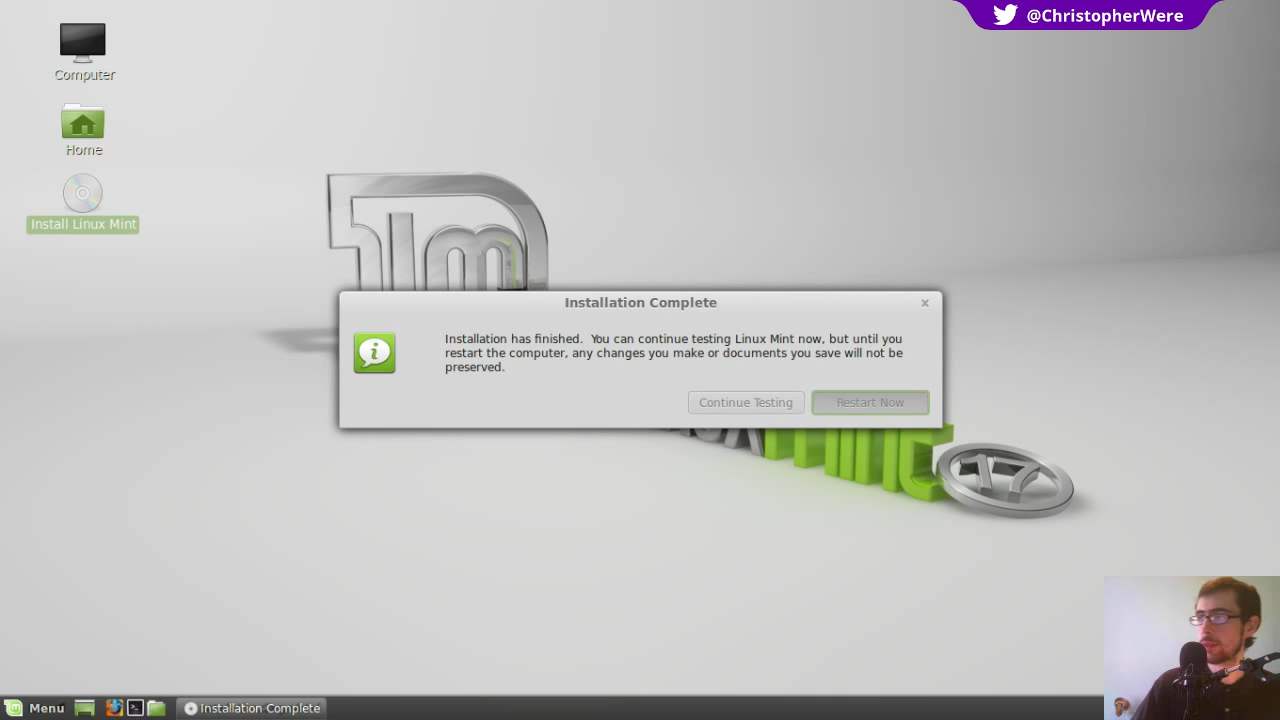 @ChristopherWere
Computer
Home
Install Linux Mint
Installation Complete
Installation has finished.  You can continue testing Linux Mint now, but until you
restart the computer, any changes you make or documents you save will not be
preserved.
Continue Testing
Restart Now
17
Menu
Installation Complete